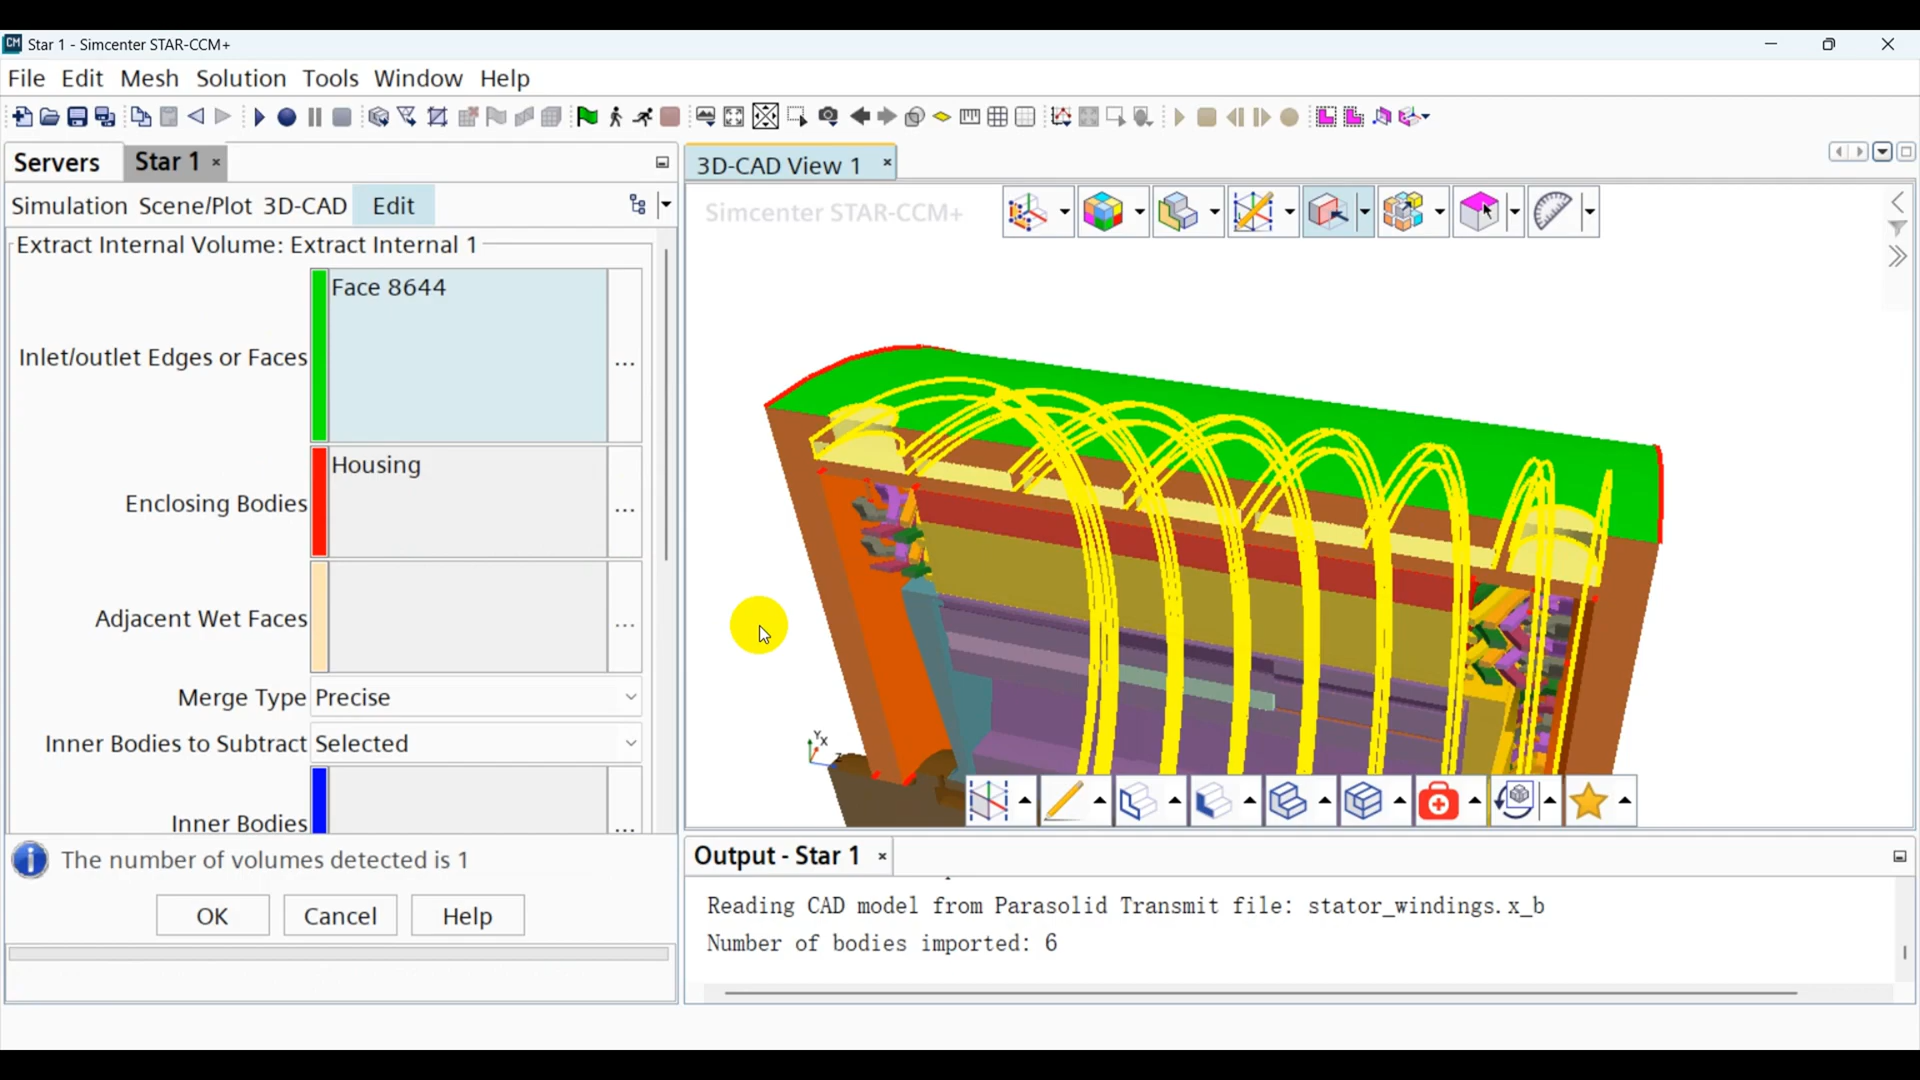 Star 1 - Simcenter STAR-CCM+
File Edit Mesh Solution Tools Window Help
Servers Star 1 ×
3D-CAD View 1 ×
Simulation Scene/Plot 3D-CAD Edit
Simcenter STAR-CCM+
Extract Internal Volume: Extract Internal 1
Face 8644
Inlet/outlet Edges or Faces
...
Housing
Enclosing Bodies
...
Adjacent Wet Faces
...
Merge Type Precise
Inner Bodies to Subtract Selected
Inner Bodies
...
Y X Z
The number of volumes detected is 1
OK Cancel Help
Output - Star 1 ×
Reading CAD model from Parasolid Transmit file: stator_windings.x_b
Number of bodies imported: 6